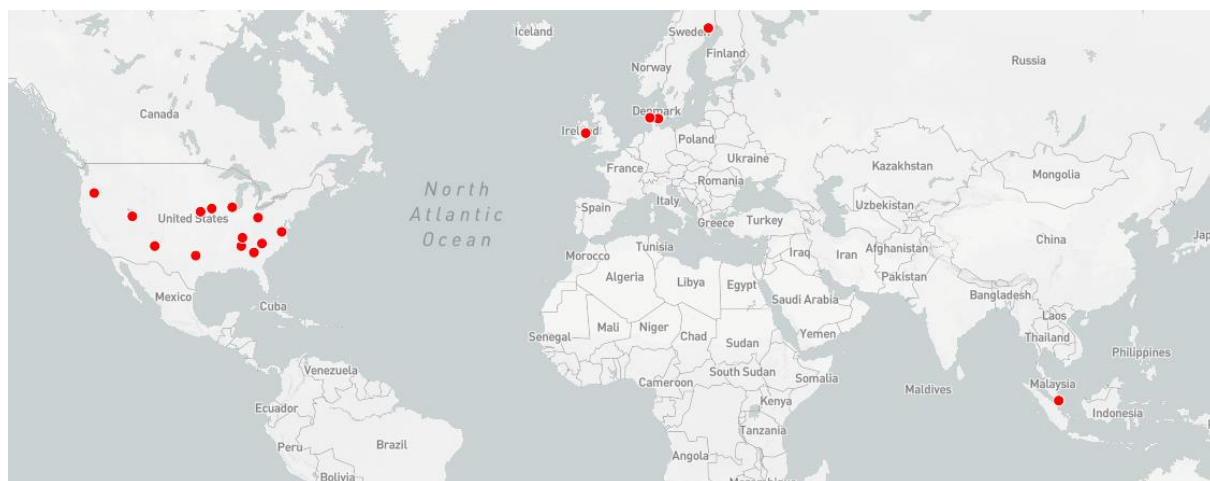 Iceland
Sweden
Finland
Norway
Russia
Canada
Denmark
Ireland
Poland
Kazakhstan
Mongolia
Ukraine
France
Romania
North
Atlantic
Ocean
United States
Spain
Italy
Greece
Turkey
Uzbekistan
China
Morocco
Tunisia
Iraq
Iran
Afghanistan
Pakistan
Algeria
Libya
Egypt
Mexico
Cuba
Saudi Arabia
Bangladesh
Laos
Senegal
Mali
Niger
Chad
Sudan
Yemen
Thailand
Philippines
Venezuela
Cameroon
South Sudan
Somalia
Maldives
Malaysia
Ecuador
Kenya
Indonesia
Peru
Brazil
Tanzania
Angola
Bolivia